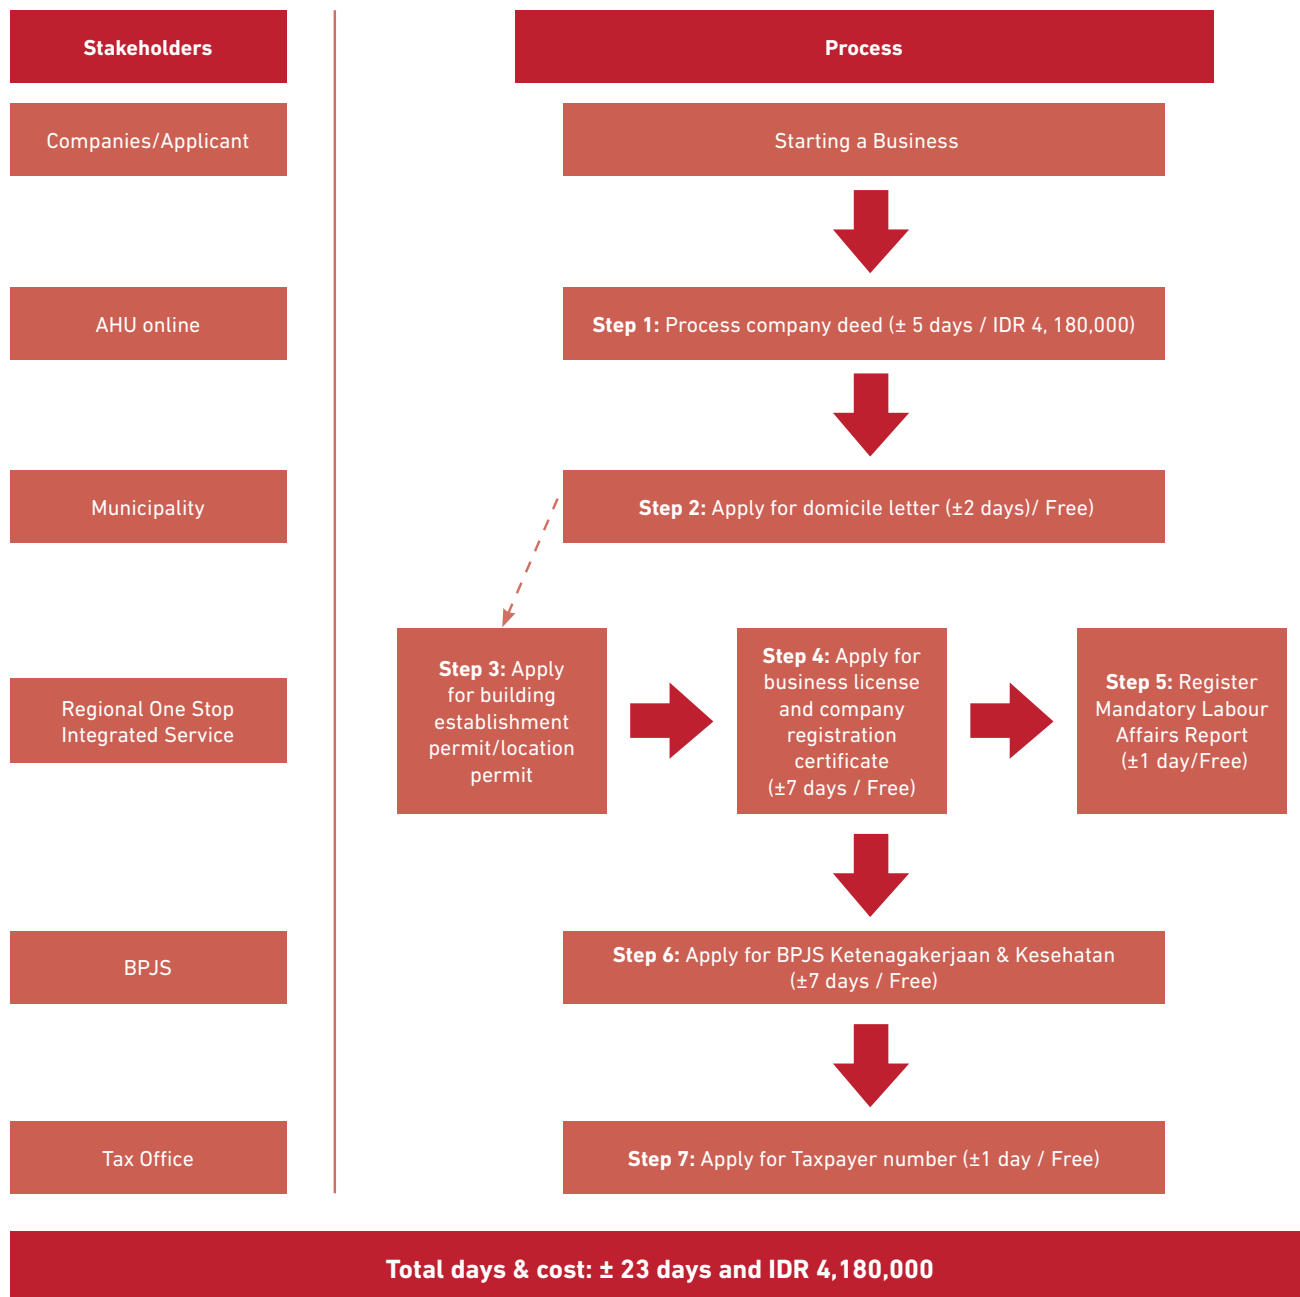 Stakeholders
Process
Companies/Applicant
Starting a Business
AHU online
Step 1: Process company deed (± 5 days / IDR 4, 180,000)
Municipality
Step 2: Apply for domicile letter (±2 days)/ Free)
Regional One Stop
Integrated Service
Step 3: Apply
for building
establishment
permit/location
permit
Step 4: Apply for
business license
and company
registration
certificate
(±7 days / Free)
Step 5: Register
Mandatory Labour
Affairs Report
(±1 day/Free)
BPJS
Step 6: Apply for BPJS Ketenagakerjaan & Kesehatan
(±7 days / Free)
Tax Office
Step 7: Apply for Taxpayer number (±1 day / Free)
Total days & cost: ± 23 days and IDR 4,180,000